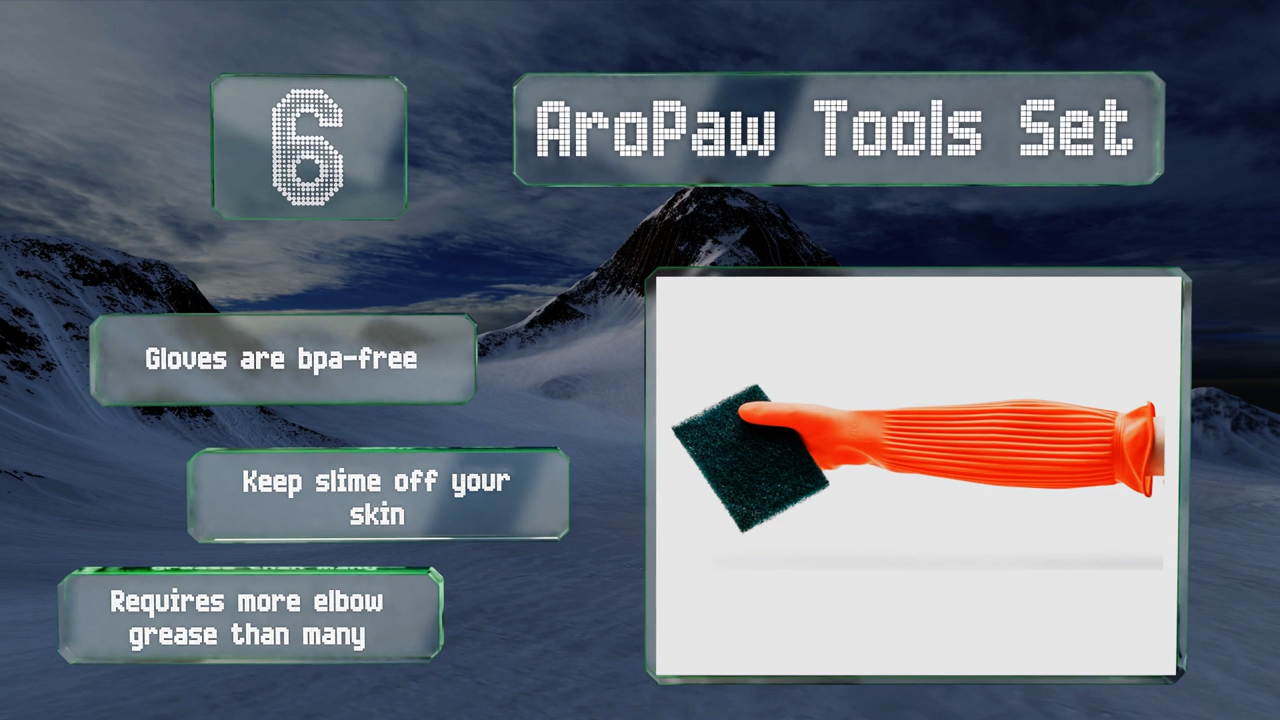 6
AroPaw Tools Set
Gloves are bpa-free
Keep slime off your
skin
Requires more elbow
grease than many